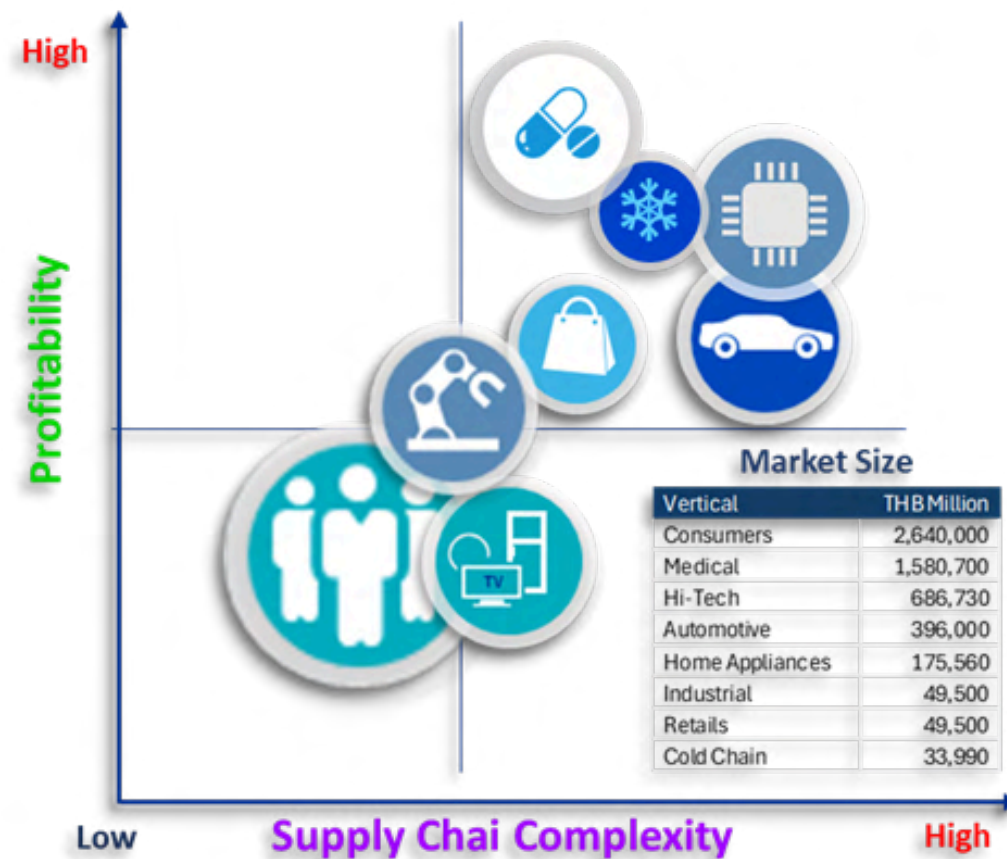 High
Profitability
TV
Market Size
Vertical THB Million
Consumers 2,640,000
Medical 1,580,700
Hi-Tech 686,730
Automotive 396,000
Home Appliances 175,560
Industrial 49,500
Retails 49,500
Cold Chain 33,990
Low Supply Chai Complexity High